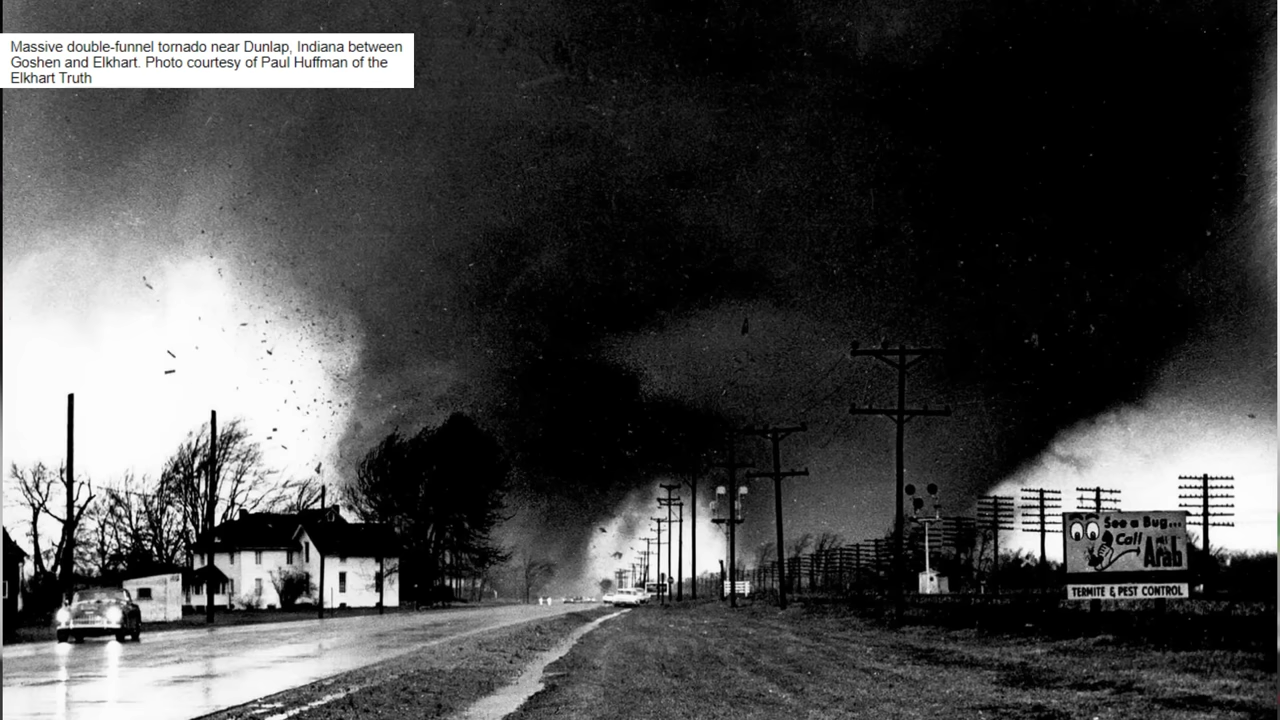 Massive double-funnel tornado near Dunlap, Indiana between
Goshen and Elkhart. Photo courtesy of Paul Huffman of the
Elkhart Truth
See a Bug...
Call
Arab
TERMITE & PEST CONTROL